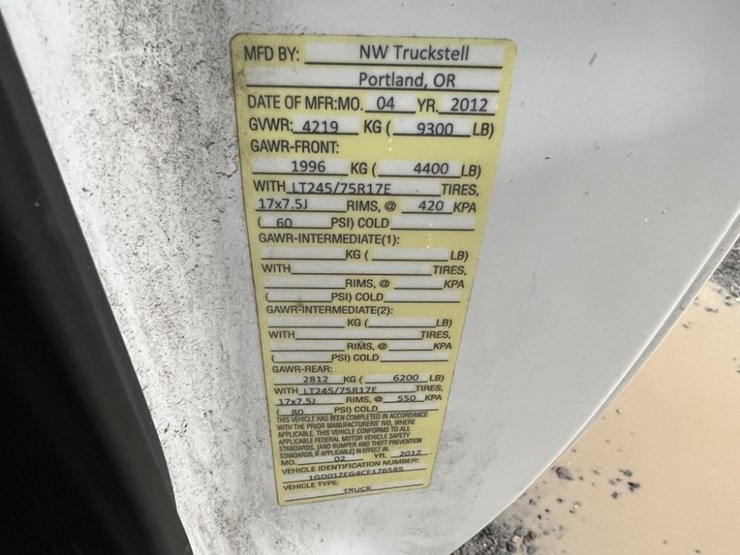 MFD BY: NW Truckstell
Portland, OR
DATE OF MFR:MO. 04 YR. 2012
GVWR: 4219 KG ( 9300 LB)
GAWR-FRONT:
1996 KG ( 4400 LB)
WITH LT245/75R17E TIRES,
17x7.5J RIMS, @ 420 KPA
( 60 PSI) COLD
GAWR-INTERMEDIATE(1):
KG ( LB)
WITH TIRES,
RIMS, @ KPA
( PSI) COLD
GAWR-INTERMEDIATE(2):
KG ( LB)
WITH TIRES,
RIMS, @ KPA
( PSI) COLD
GAWR-REAR:
2812 KG ( 6200 LB)
WITH LT245/75R17E TIRES,
17x7.5J RIMS, @ 550 KPA
( 80 PSI) COLD
THIS VEHICLE HAS BEEN COMPLETED IN ACCORDANCE
WITH THE PRIOR MANUFACTURERS' IVD, WHERE
APPLICABLE. THIS VEHICLE CONFORMS TO ALL
APPLICABLE FEDERAL MOTOR VEHICLE SAFETY
STANDARDS, [AND BUMPER AND THEFT PREVENTION
STANDARDS, IF APPLICABLE] IN EFFECT IN
MO. 02 YR. 2012
VEHICLE IDENTIFICATION NUMBER:
1GD01ZEG4CF176585
VEHICLE TYPE: TRUCK